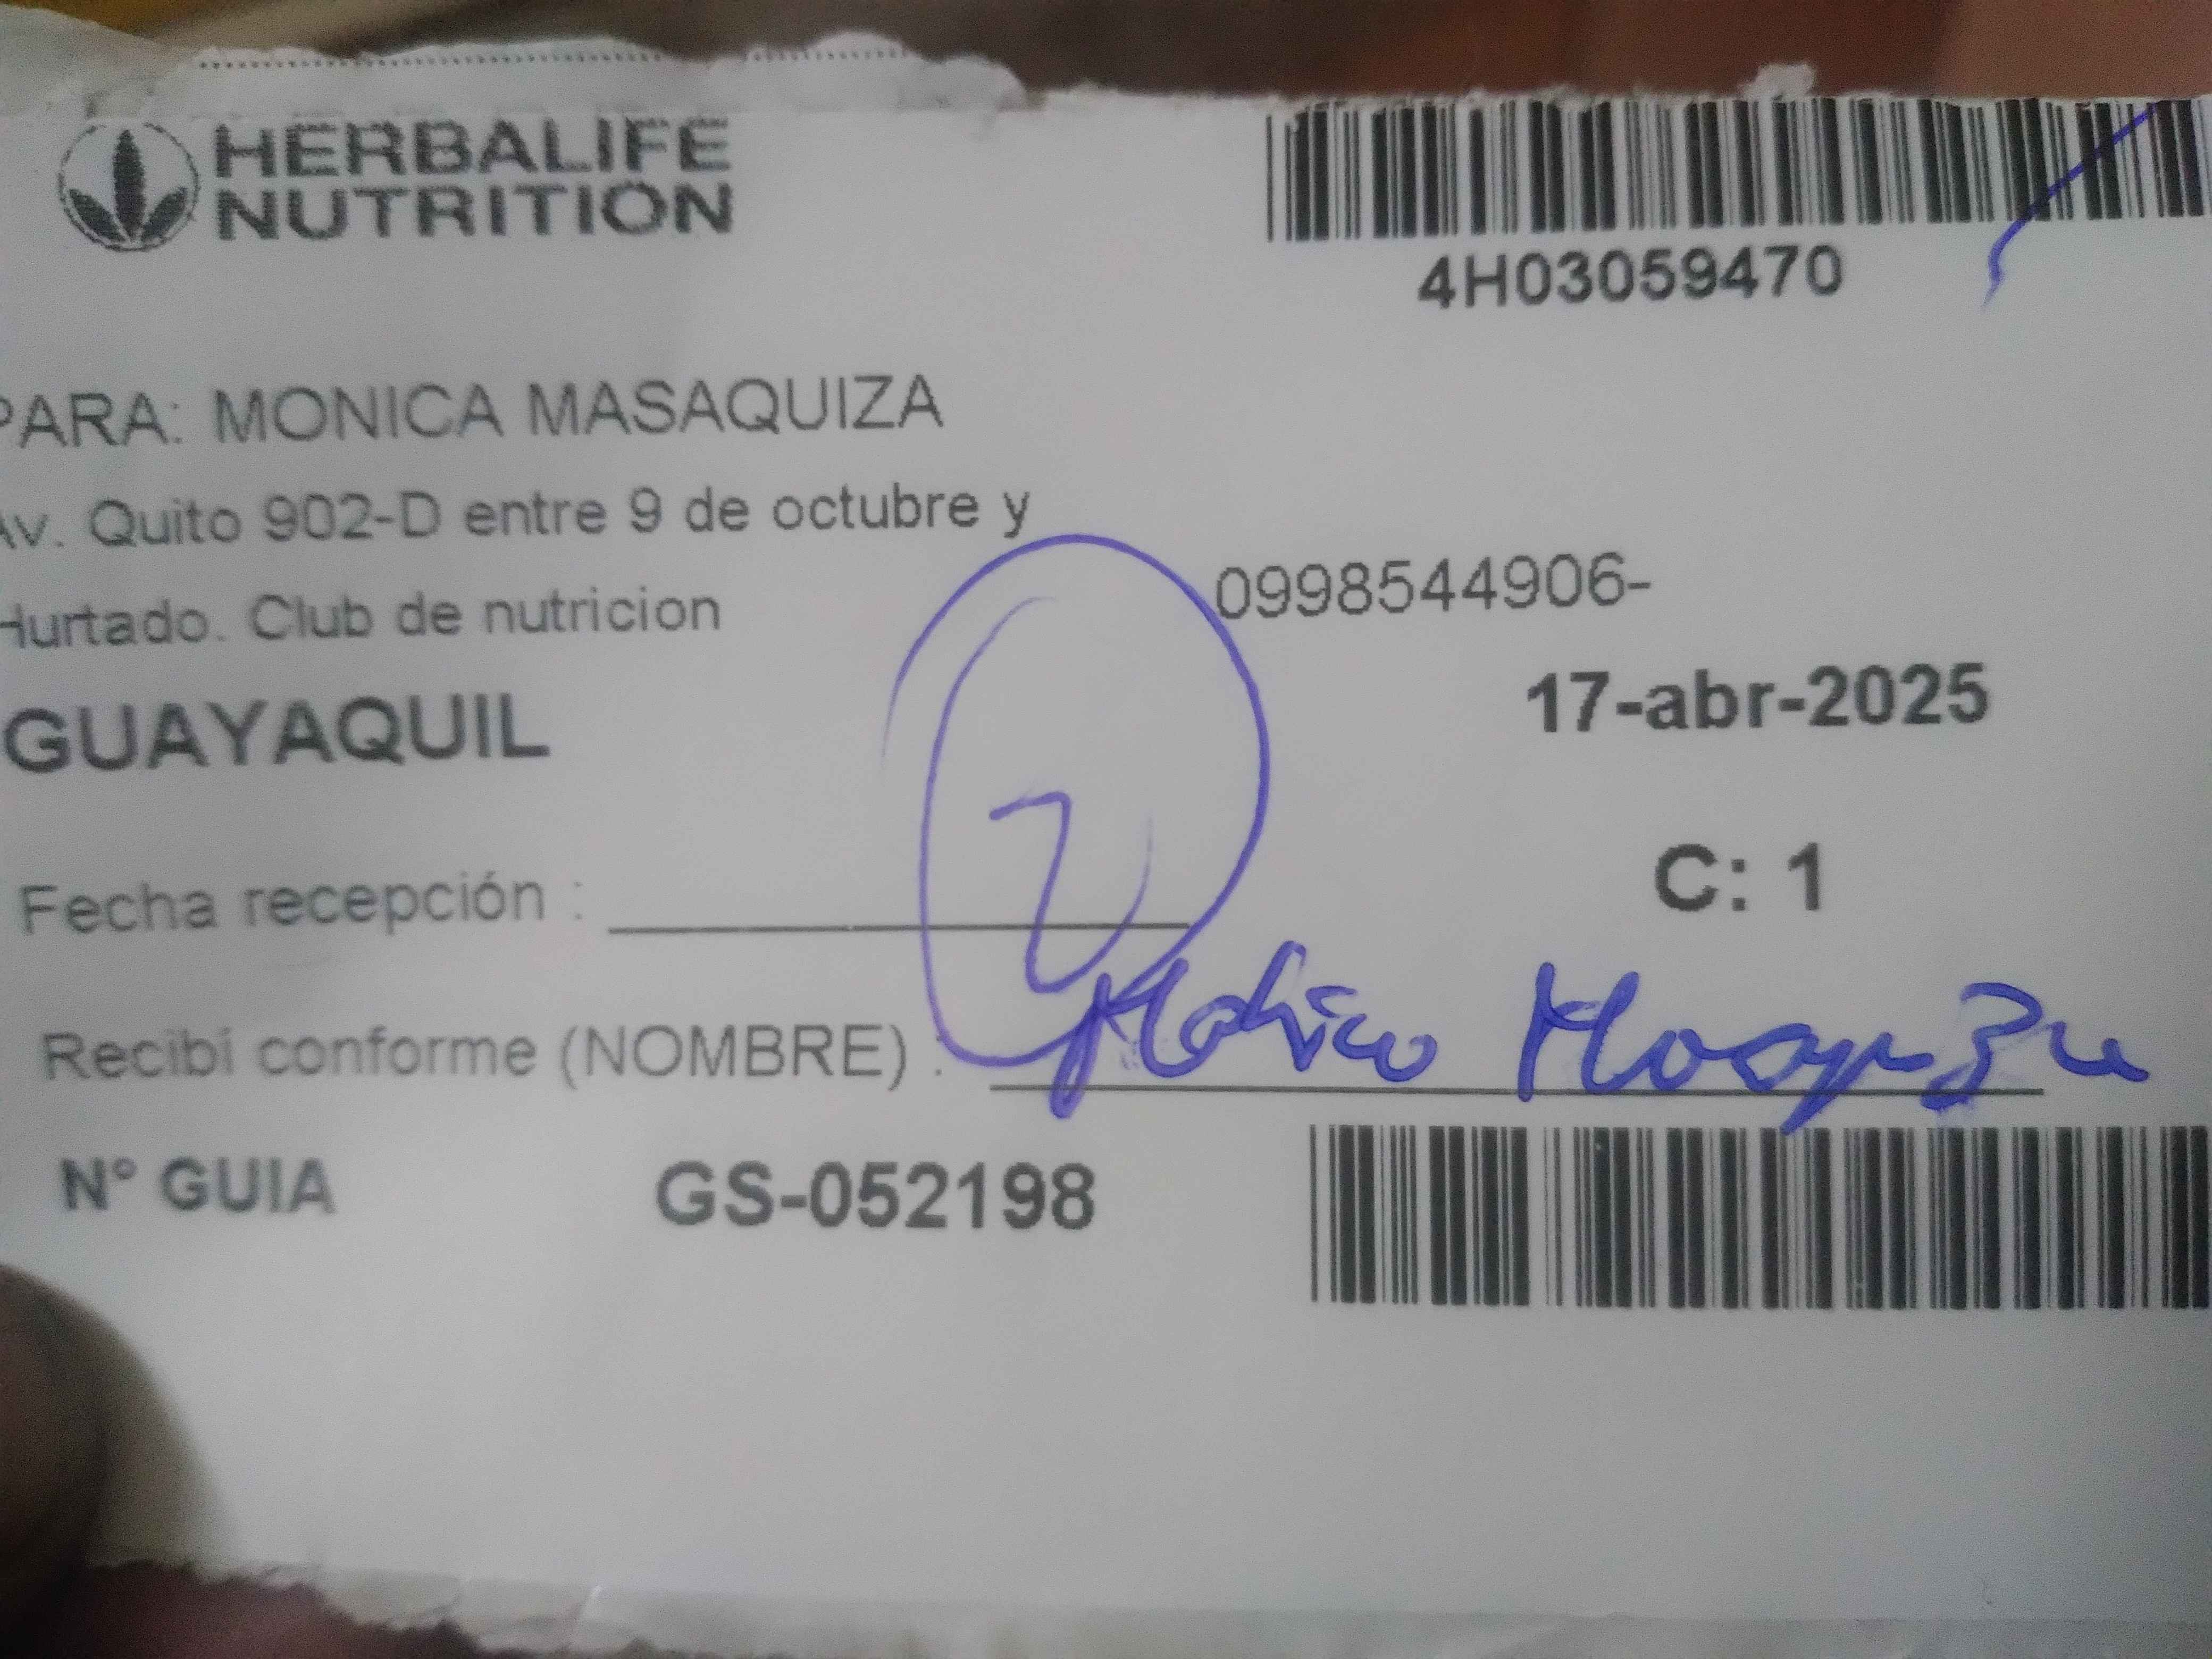 HERBALIFE
NUTRITION
4H03059470
PARA: MONICA MASAQUIZA
Av. Quito 902-D entre 9 de octubre y
Hurtado. Club de nutricion
0998544906-
GUAYAQUIL
17-abr-2025
Fecha recepción :
C: 1
Recibí conforme (NOMBRE) :
N° GUIA GS-052198